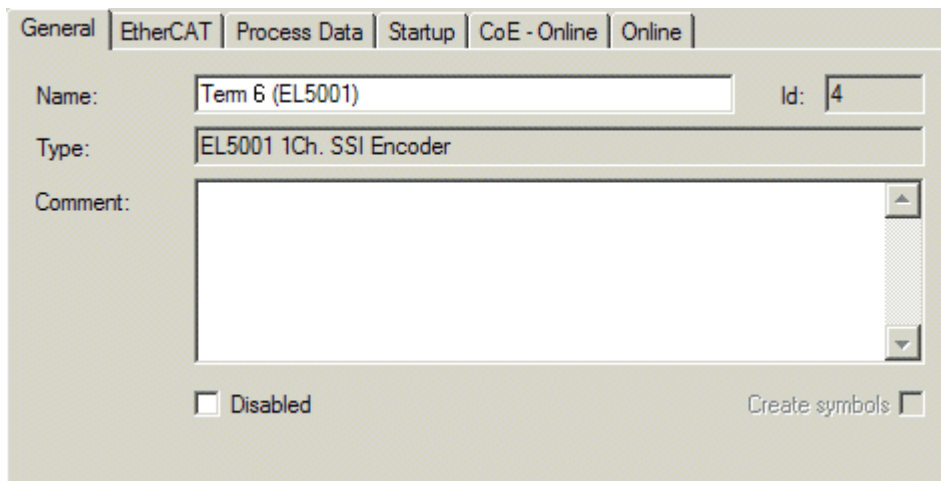 General EtherCAT Process Data Startup CoE - Online Online
Name: Term 6 (EL5001) Id: 4
Type: EL5001 1Ch. SSI Encoder
Comment:
Disabled Create symbols